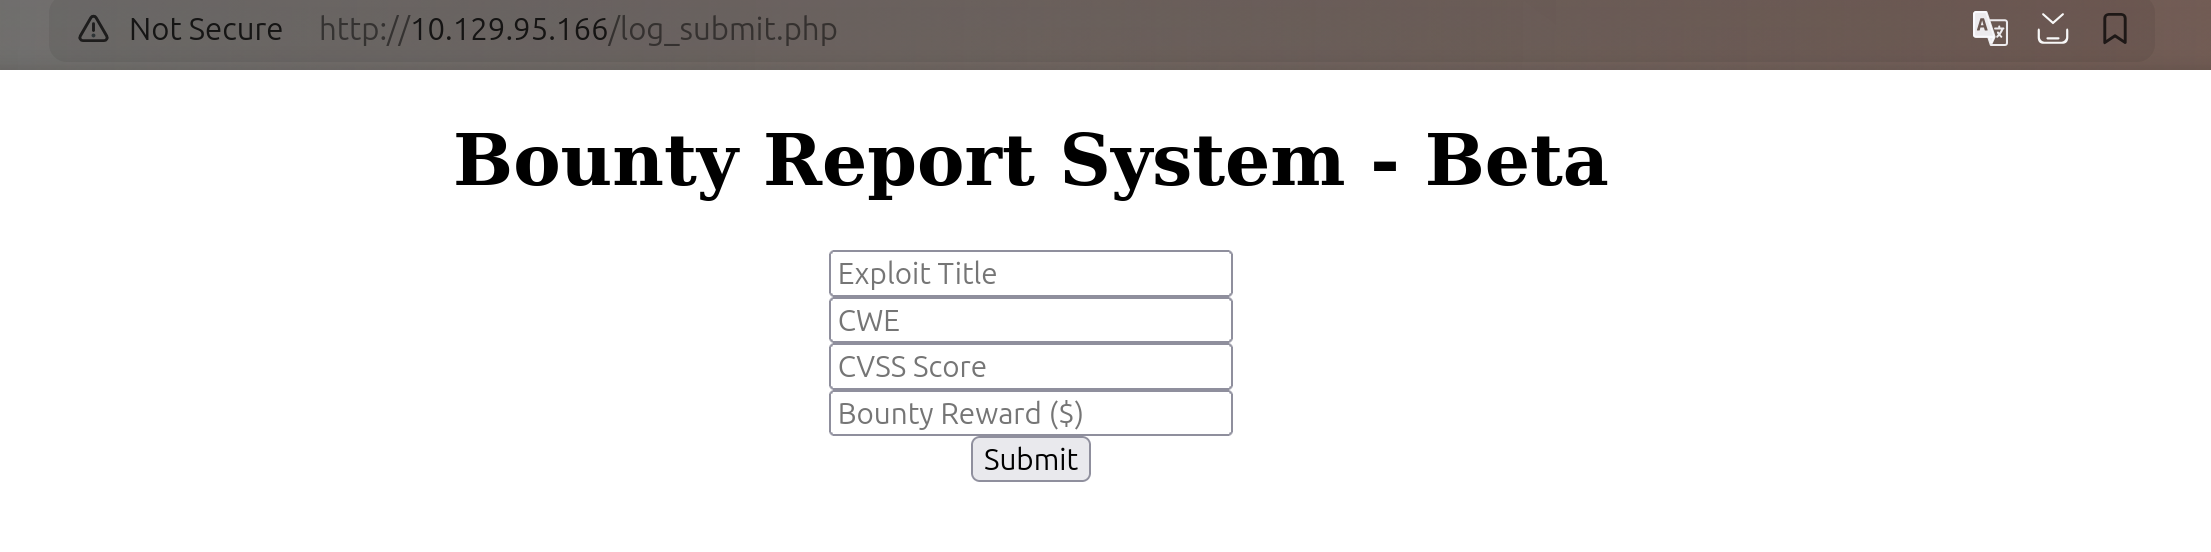 Not Secure http://10.129.95.166/log_submit.php
Bounty Report System - Beta
Exploit Title
CWE
CVSS Score
Bounty Reward ($)
Submit